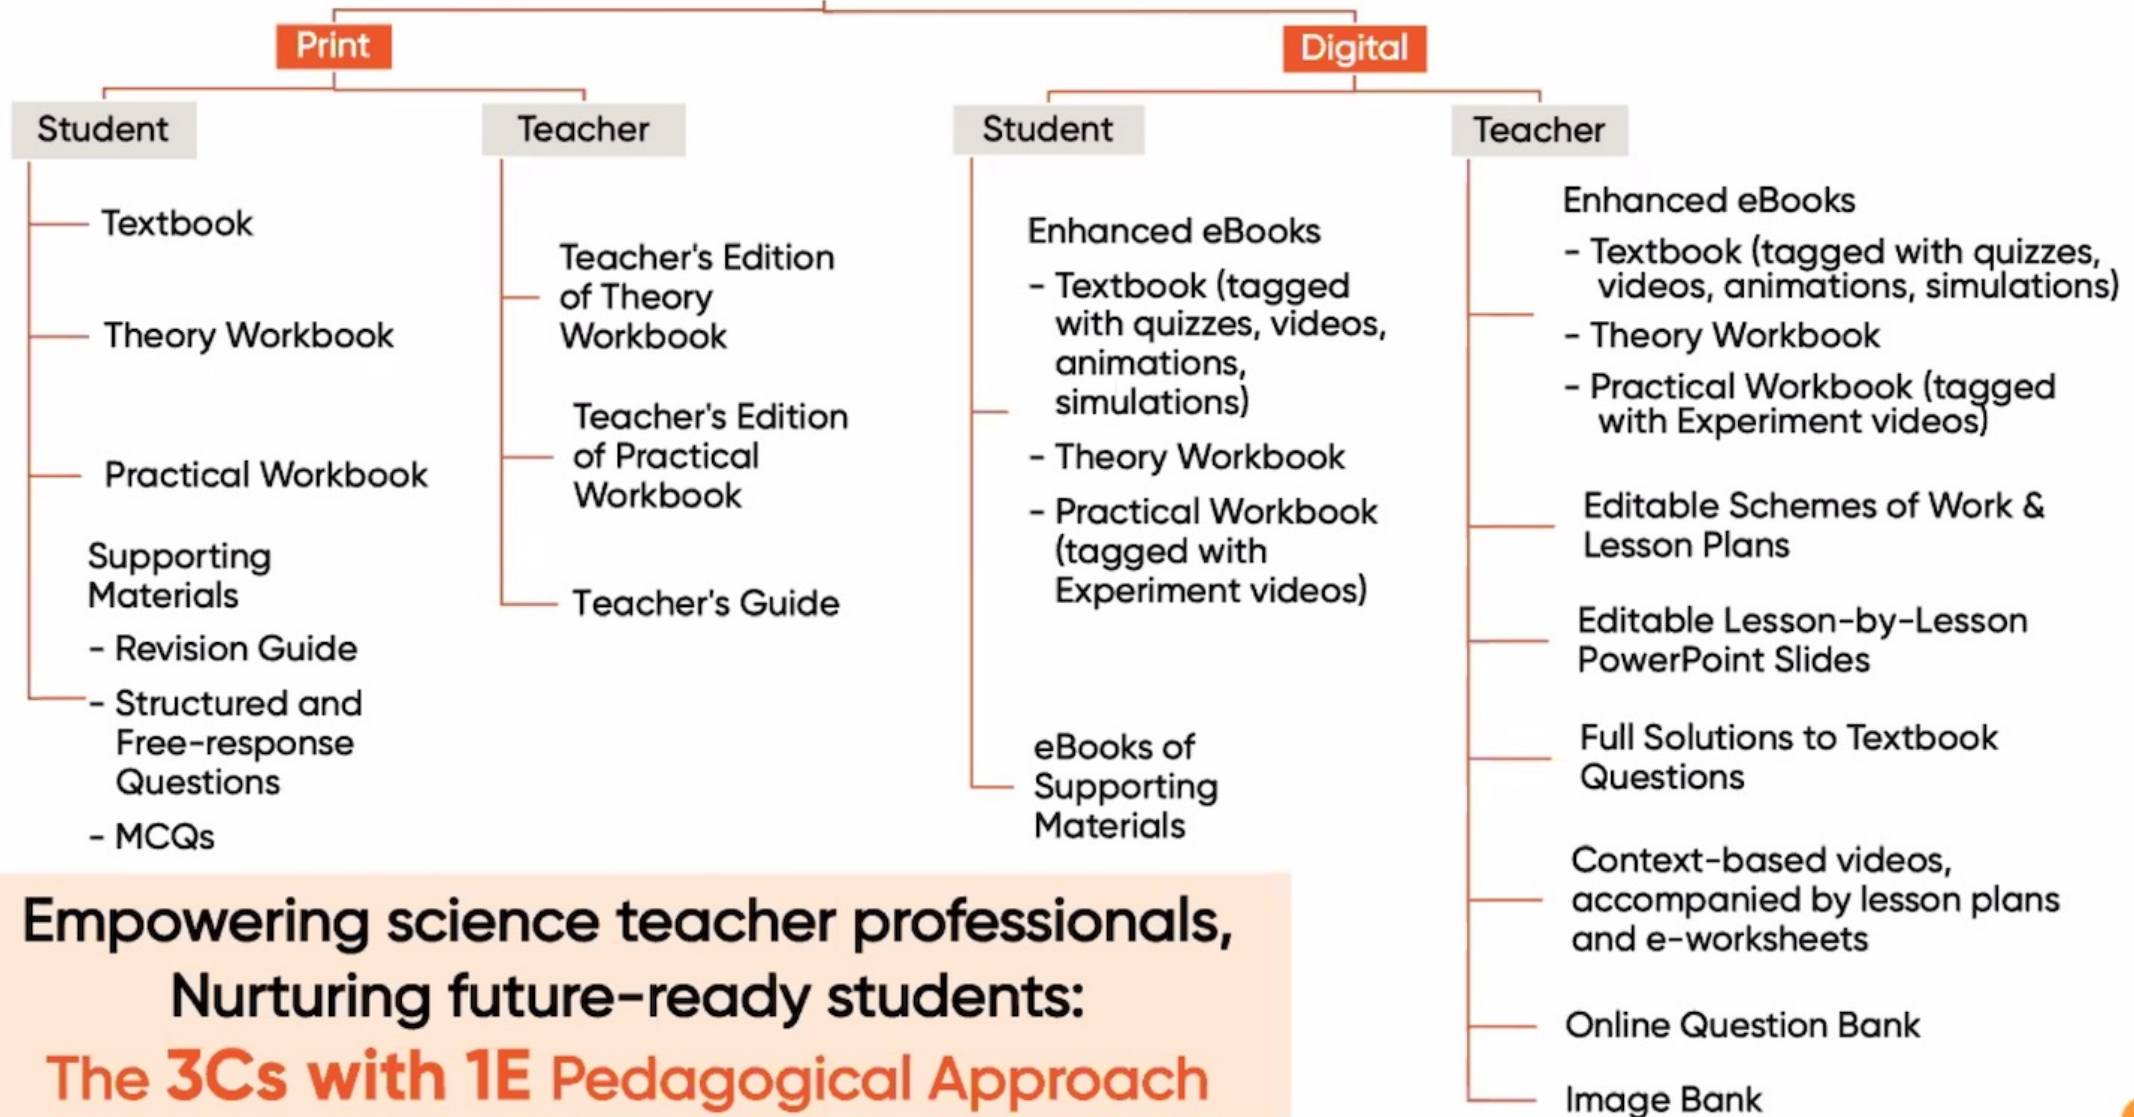 Print
Student
Textbook
Theory Workbook
Practical Workbook
Supporting
Materials
- Revision Guide
- Structured and
Free-response
Questions
- MCQs
Teacher
Teacher's Edition
of Theory
Workbook
Teacher's Edition
of Practical
Workbook
Teacher's Guide
Digital
Student
Enhanced eBooks
- Textbook (tagged
with quizzes, videos,
animations,
simulations)
- Theory Workbook
- Practical Workbook
(tagged with
Experiment videos)
eBooks of
Supporting
Materials
Teacher
Enhanced eBooks
- Textbook (tagged with quizzes,
videos, animations, simulations)
- Theory Workbook
- Practical Workbook (tagged
with Experiment videos)
Editable Schemes of Work &
Lesson Plans
Editable Lesson-by-Lesson
PowerPoint Slides
Full Solutions to Textbook
Questions
Context-based videos,
accompanied by lesson plans
and e-worksheets
Online Question Bank
Image Bank
Empowering science teacher professionals,
Nurturing future-ready students:
The 3Cs with 1E Pedagogical Approach